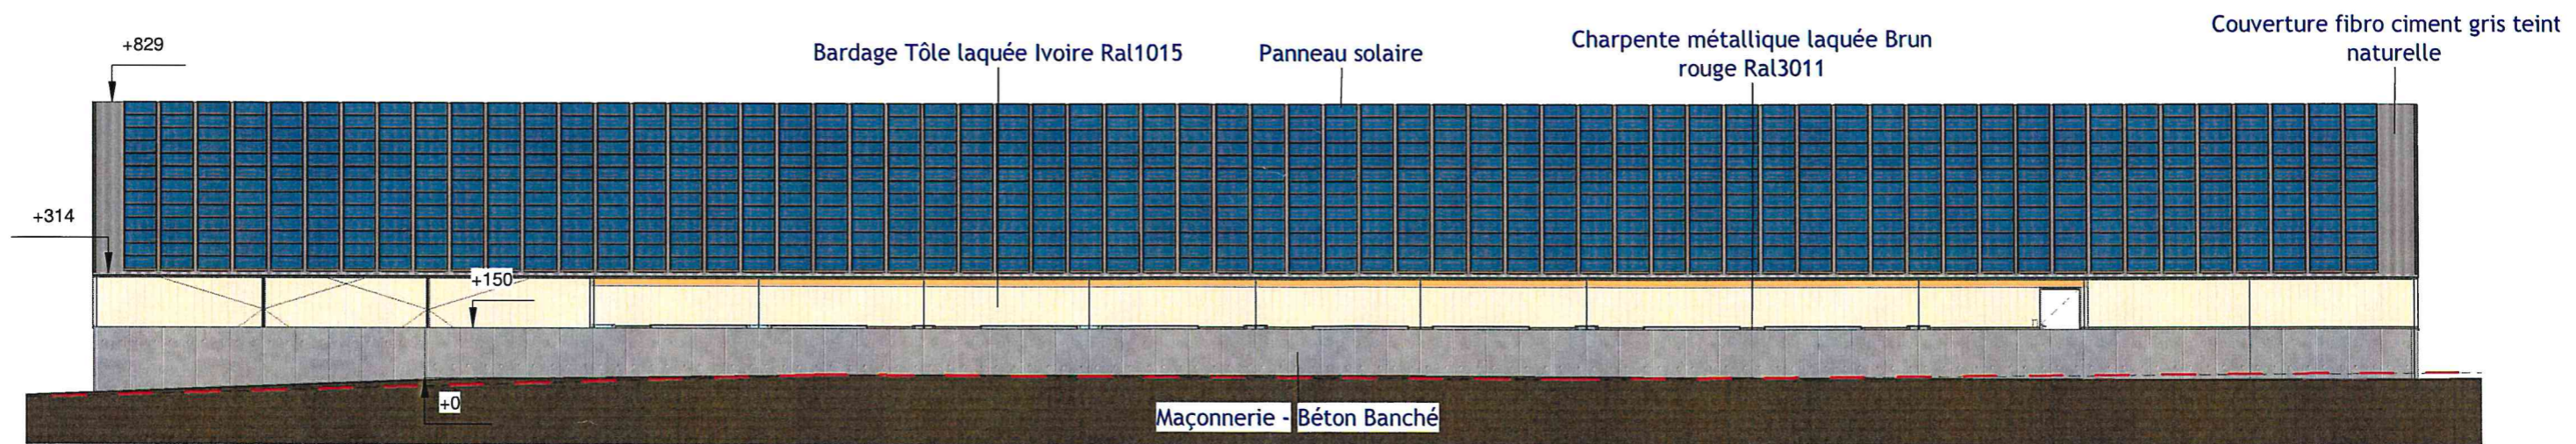 Couverture fibro ciment gris teint
naturelle
+829
Bardage Tôle laquée Ivoire Ral1015
Panneau solaire
Charpente métallique laquée Brun
rouge Ral3011
+314
+150
+0
Maçonnerie - Béton Banché